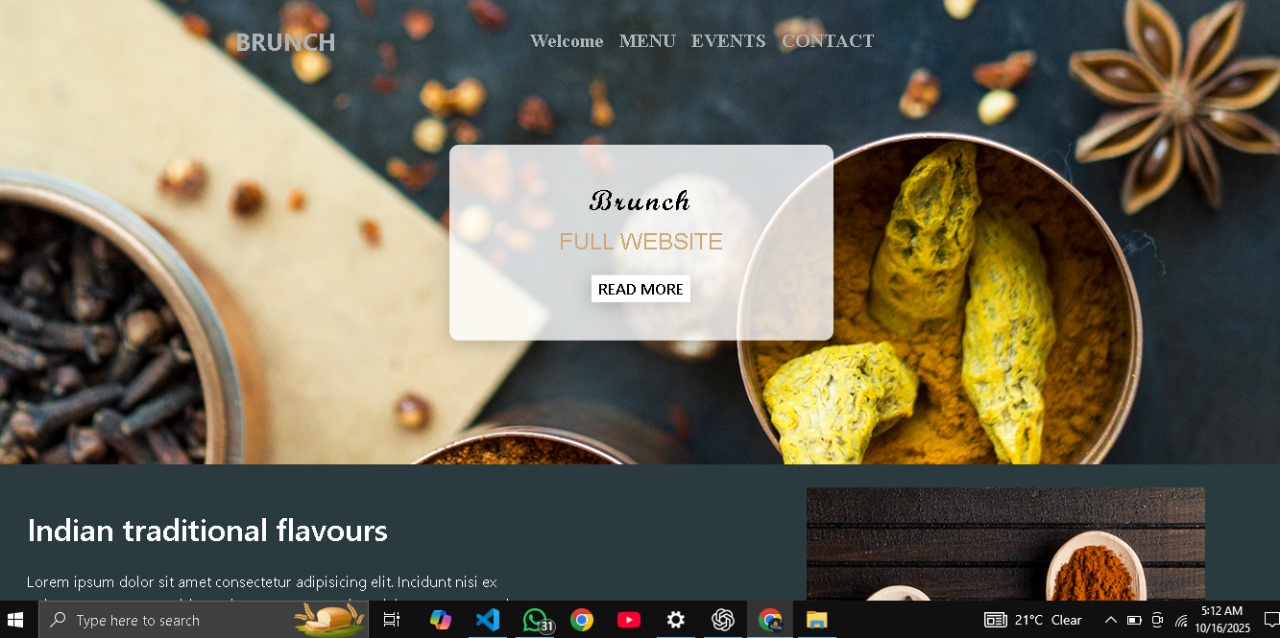 BRUNCH
Welcome MENU EVENTS CONTACT
Brunch
FULL WEBSITE
READ MORE
Indian traditional flavours
Lorem ipsum dolor sit amet consectetur adipisicing elit. Incidunt nisi ex
Type here to search
31
21°C Clear
5:12 AM
10/16/2025